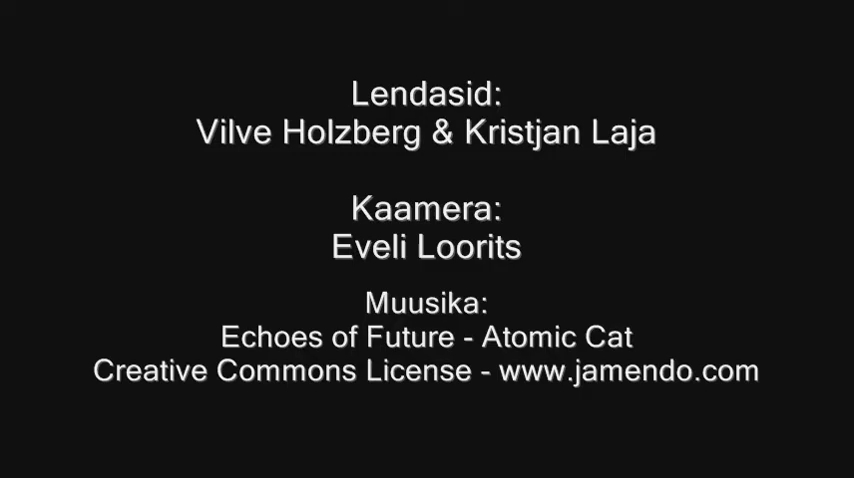 Lendasid:
Vilve Holzberg & Kristjan Laja
Kaamera:
Eveli Loorits
Muusika:
Echoes of Future - Atomic Cat
Creative Commons License - www.jamendo.com